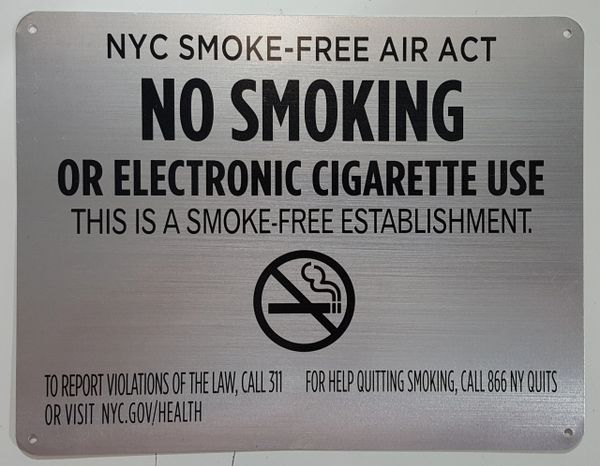 NYC SMOKE-FREE AIR ACT
NO SMOKING
OR ELECTRONIC CIGARETTE USE
THIS IS A SMOKE-FREE ESTABLISHMENT.
TO REPORT VIOLATIONS OF THE LAW, CALL 311
OR VISIT NYC.GOV/HEALTH
FOR HELP QUITTING SMOKING, CALL 866 NY QUITS